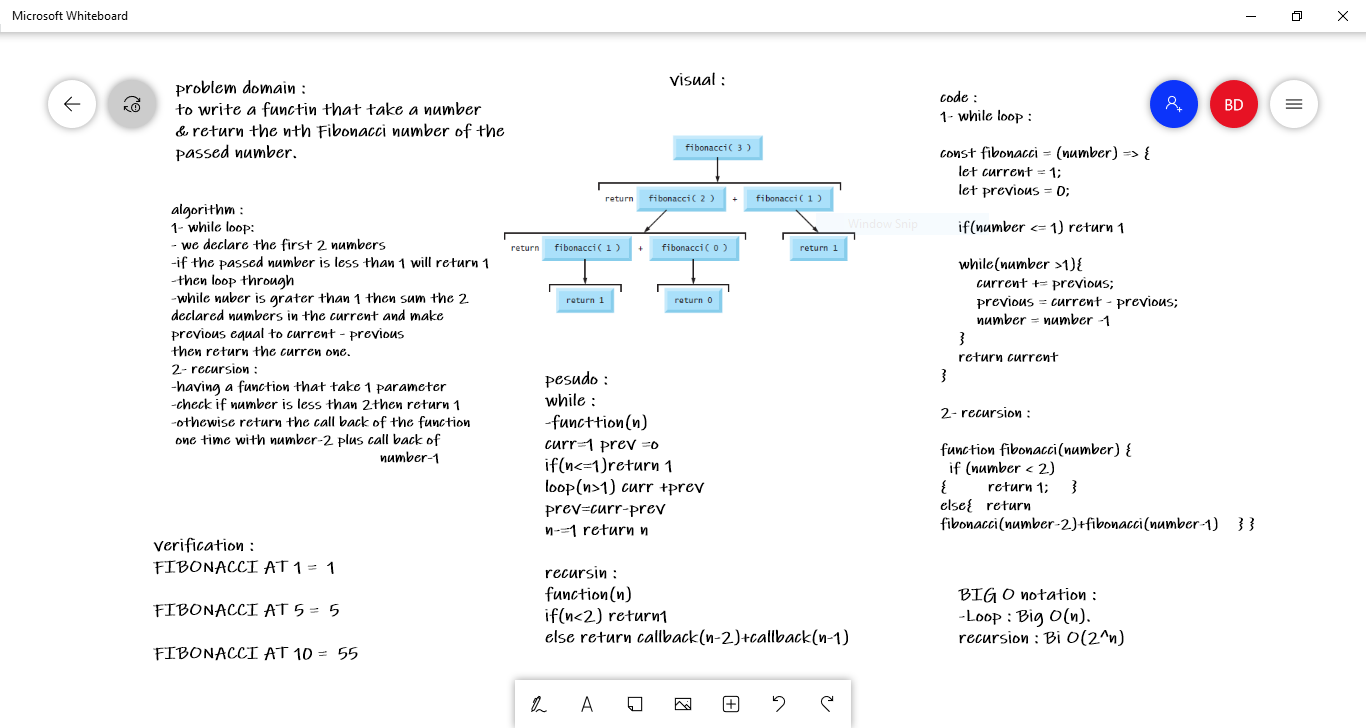 Microsoft Whiteboard
problem domain :
to write a functin that take a number
& return the nth Fibonacci number of the
passed number.
algorithm :
1- while loop:
- we declare the first 2 numbers
-if the passed number is less than 1 will return 1
-then loop through
-while nuber is grater than 1 then sum the 2
declared numbers in the current and make
previous equal to current - previous
then return the curren one.
2- recursion :
-having a function that take 1 parameter
-check if number is less than 2then return 1
-othewise return the call back of the function
one time with number-2 plus call back of
number-1
verification :
FIBONACCI AT 1 = 1
FIBONACCI AT 5 = 5
FIBONACCI AT 10 = 55
visual :
fibonacci( 3 )
return fibonacci( 2 ) + fibonacci( 1 )
return fibonacci( 1 ) + fibonacci( 0 )
return 1
return 1
return 0
Window Snip
pesudo :
while :
-functtion(n)
curr=1 prev =o
if(n<=1)return 1
loop(n>1) curr +prev
prev=curr-prev
n-=1 return n
recursin :
function(n)
if(n<2) return1
else return callback(n-2)+callback(n-1)
code :
1- while loop :
const fibonacci = (number) => {
let current = 1;
let previous = 0;
if(number <= 1) return 1
while(number >1){
current += previous;
previous = current - previous;
number = number -1
}
return current
}
2- recursion :
function fibonacci(number) {
if (number < 2)
{ return 1; }
else{ return
fibonacci(number-2)+fibonacci(number-1) } }
BIG O notation :
-Loop : Big O(n).
recursion : Bi O(2^n)
BD
A